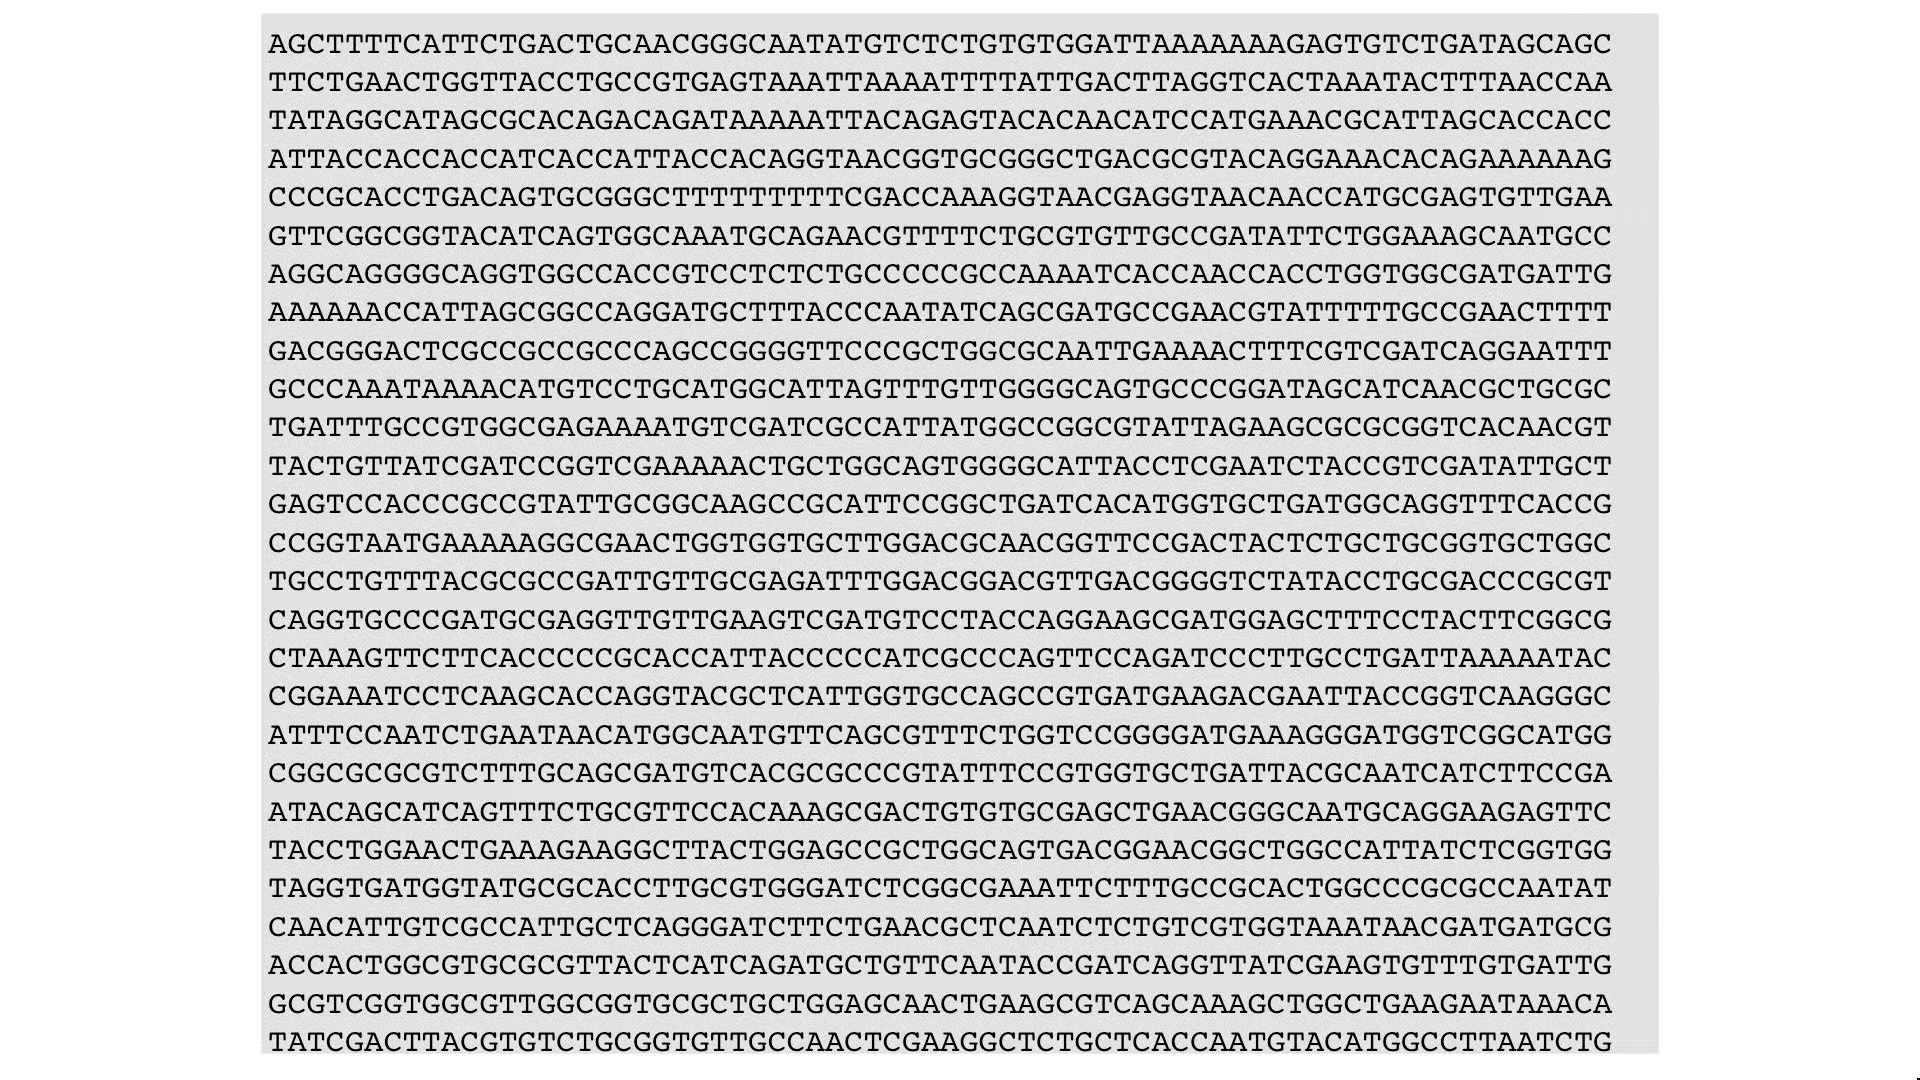 AGCTTTTCATTCTGACTGCAACGGGCAATATGTCTCTGTGTGGATTAAAAAAAGAGTGTCTGATAGCAGC
TTCTGAACTGGTTACCTGCCGTGAGTAAATTAAAATTTTATTGACTTAGGTCACTAAATACTTTAACCAA
TATAGGCATAGCGCACAGACAGATAAAAATTACAGAGTACACAACATCCATGAAACGCATTAGCACCACC
ATTACCACCACCATCACCATTACCACAGGTAACGGTGCGGGCTGACGCGTACAGGAAACACAGAAAAAAG
CCCGCACCTGACAGTGCGGGCTTTTTTTTTCGACCAAAGGTAACGAGGTAACAACCATGCGAGTGTTGAA
GTTCGGCGGTACATCAGTGGCAAATGCAGAACGTTTTCTGCGTGTTGCCGATATTCTGGAAAGCAATGCC
AGGCAGGGGCAGGTGGCCACCGTCCTCTCTGCCCCCGCCAAAATCACCAACCACCTGGTGGCGATGATTG
AAAAAACCATTAGCGGCCAGGATGCTTTACCCAATATCAGCGATGCCGAACGTATTTTTGCCGAACTTTT
GACGGGACTCGCCGCCGCCCAGCCGGGGTTCCCGCTGGCGCAATTGAAAACTTTCGTCGATCAGGAATTT
GCCCAAATAAAACATGTCCTGCATGGCATTAGTTTGTTGGGGCAGTGCCCGGATAGCATCAACGCTGCGC
TGATTTGCCGTGGCGAGAAAATGTCGATCGCCATTATGGCCGGCGTATTAGAAGCGCGCGGTCACAACGT
TACTGTTATCGATCCGGTCGAAAAACTGCTGGCAGTGGGGCATTACCTCGAATCTACCGTCGATATTGCT
GAGTCCACCCGCCGTATTGCGGCAAGCCGCATTCCGGCTGATCACATGGTGCTGATGGCAGGTTTCACCG
CCGGTAATGAAAAAGGCGAACTGGTGGTGCTTGGACGCAACGGTTCCGACTACTCTGCTGCGGTGCTGGC
TGCCTGTTTACGCGCCGATTGTTGCGAGATTTGGACGGACGTTGACGGGGTCTATACCTGCGACCCGCGT
CAGGTGCCCGATGCGAGGTTGTTGAAGTCGATGTCCTACCAGGAAGCGATGGAGCTTTCCTACTTCGGCG
CTAAAGTTCTTCACCCCCGCACCATTACCCCCATCGCCCAGTTCCAGATCCCTTGCCTGATTAAAAATAC
CGGAAATCCTCAAGCACCAGGTACGCTCATTGGTGCCAGCCGTGATGAAGACGAATTACCGGTCAAGGGC
ATTTCCAATCTGAATAACATGGCAATGTTCAGCGTTTCTGGTCCGGGGATGAAAGGGATGGTCGGCATGG
CGGCGCGCGTCTTTGCAGCGATGTCACGCGCCCGTATTTCCGTGGTGCTGATTACGCAATCATCTTCCGA
ATACAGCATCAGTTTCTGCGTTCCACAAAGCGACTGTGTGCGAGCTGAACGGGCAATGCAGGAAGAGTTC
TACCTGGAACTGAAAGAAGGCTTACTGGAGCCGCTGGCAGTGACGGAACGGCTGGCCATTATCTCGGTGG
TAGGTGATGGTATGCGCACCTTGCGTGGGATCTCGGCGAAATTCTTTGCCGCACTGGCCCGCGCCAATAT
CAACATTGTCGCCATTGCTCAGGGATCTTCTGAACGCTCAATCTCTGTCGTGGTAAATAACGATGATGCG
ACCACTGGCGTGCGCGTTACTCATCAGATGCTGTTCAATACCGATCAGGTTATCGAAGTGTTTGTGATTG
GCGTCGGTGGCGTTGGCGGTGCGCTGCTGGAGCAACTGAAGCGTCAGCAAAGCTGGCTGAAGAATAAACA
TATCGACTTACGTGTCTGCGGTGTTGCCAACTCGAAGGCTCTGCTCACCAATGTACATGGCCTTAATCTG